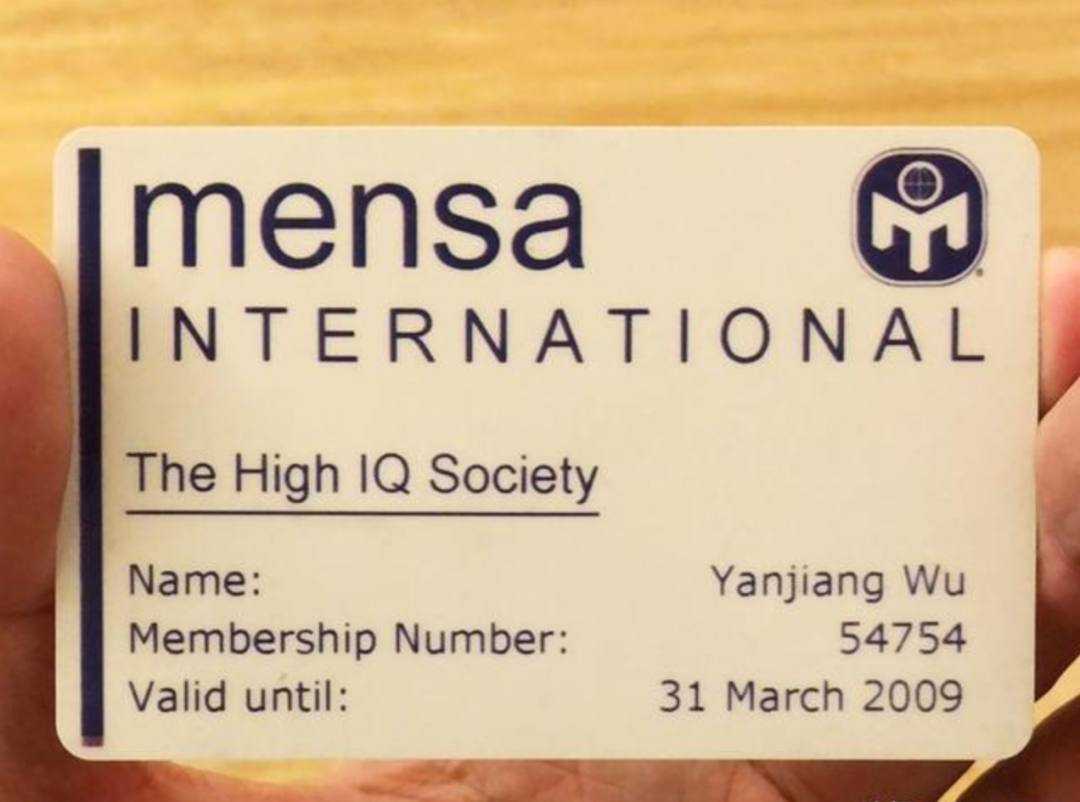 mensa
INTERNATIONAL
The High IQ Society
Name: Yanjiang Wu
Membership Number: 54754
Valid until: 31 March 2009